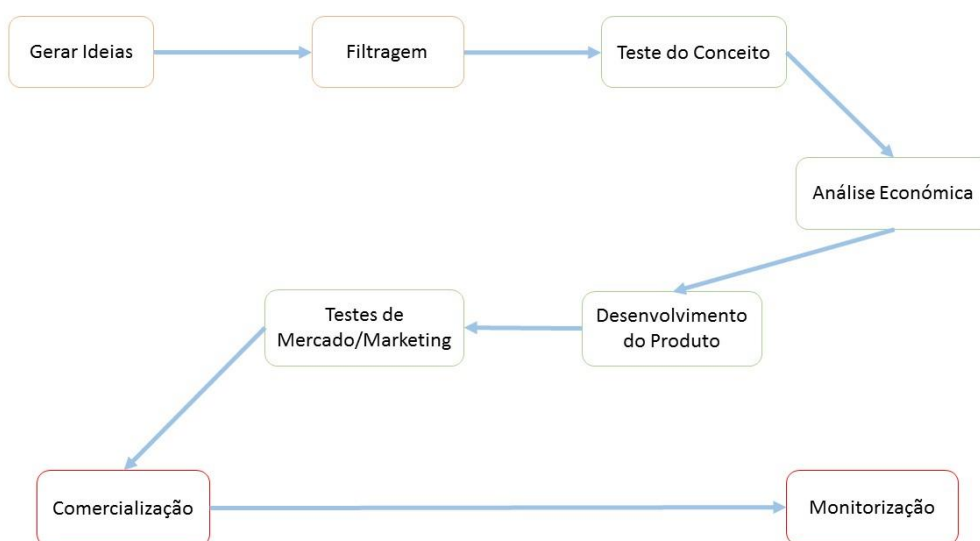 Gerar Ideias
Filtragem
Teste do Conceito
Análise Económica
Desenvolvimento
do Produto
Testes de
Mercado/Marketing
Comercialização
Monitorização